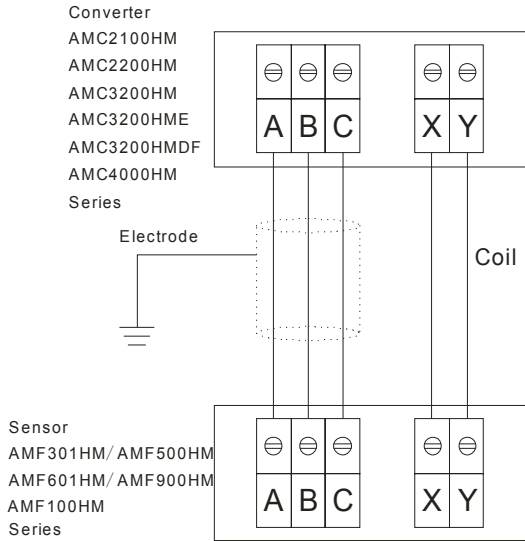 Converter
AMC2100HM
AMC2200HM
AMC3200HM
AMC3200HME
AMC3200HMDF
AMC4000HM
Series
A B C X Y
Electrode
Coil
Sensor
AMF301HM/AMF500HM
AMF601HM/AMF900HM
AMF100HM
Series
A B C X Y